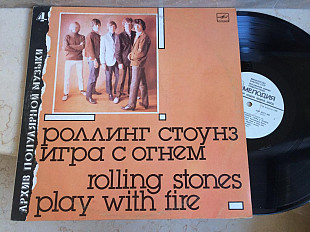 АРХИВ ПОПУЛЯРНОЙ МУЗЫКИ
4
РОЛЛИНГ СТОУНЗ
ИГРА С ОГНЕМ
rolling stones
play with fire
МЕЛОДИЯ